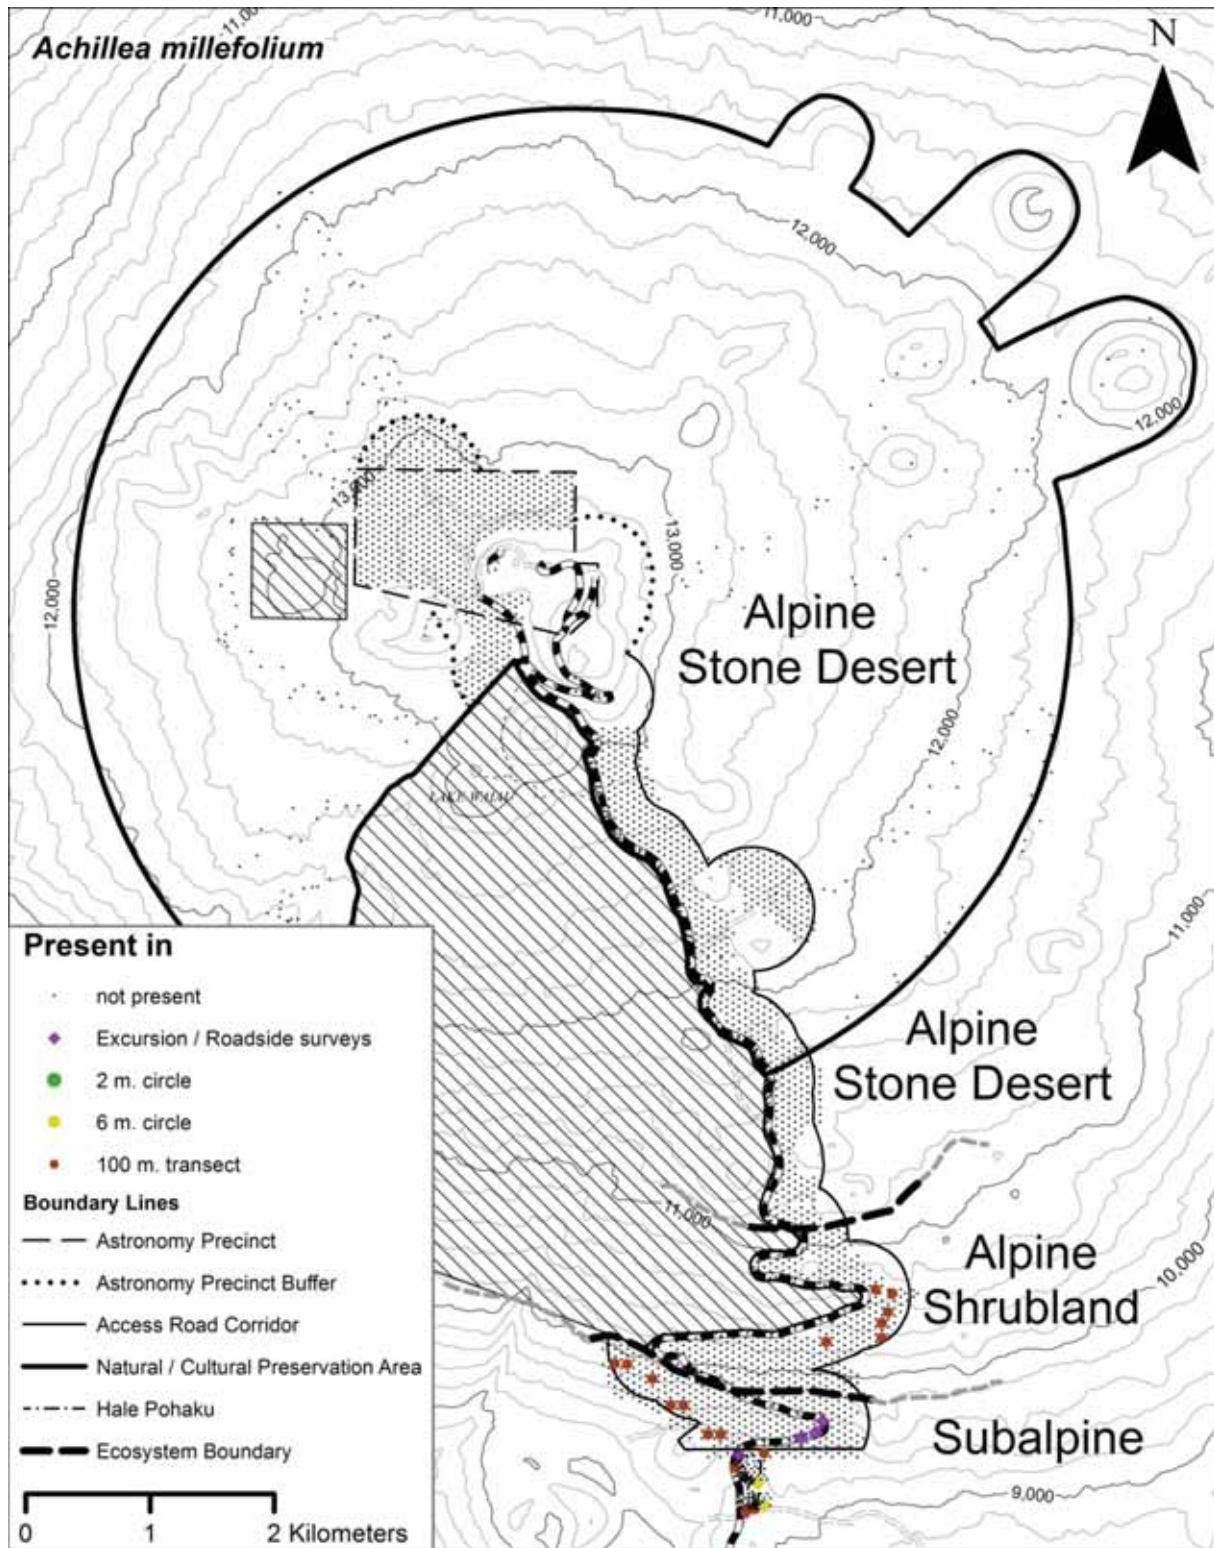 Achillea millefolium
11,000
11,000
N
12,000
12,000
13,000
13,000
12,000
Alpine
Stone Desert
12,000
LAKE WAIAU
11,000
Present in
not present
Excursion / Roadside surveys
2 m. circle
6 m. circle
100 m. transect
Boundary Lines
Astronomy Precinct
Astronomy Precinct Buffer
Access Road Corridor
Natural / Cultural Preservation Area
Hale Pohaku
Ecosystem Boundary
0 1 2 Kilometers
Alpine
Stone Desert
11,000
Alpine
Shrubland
10,000
Subalpine
9,000